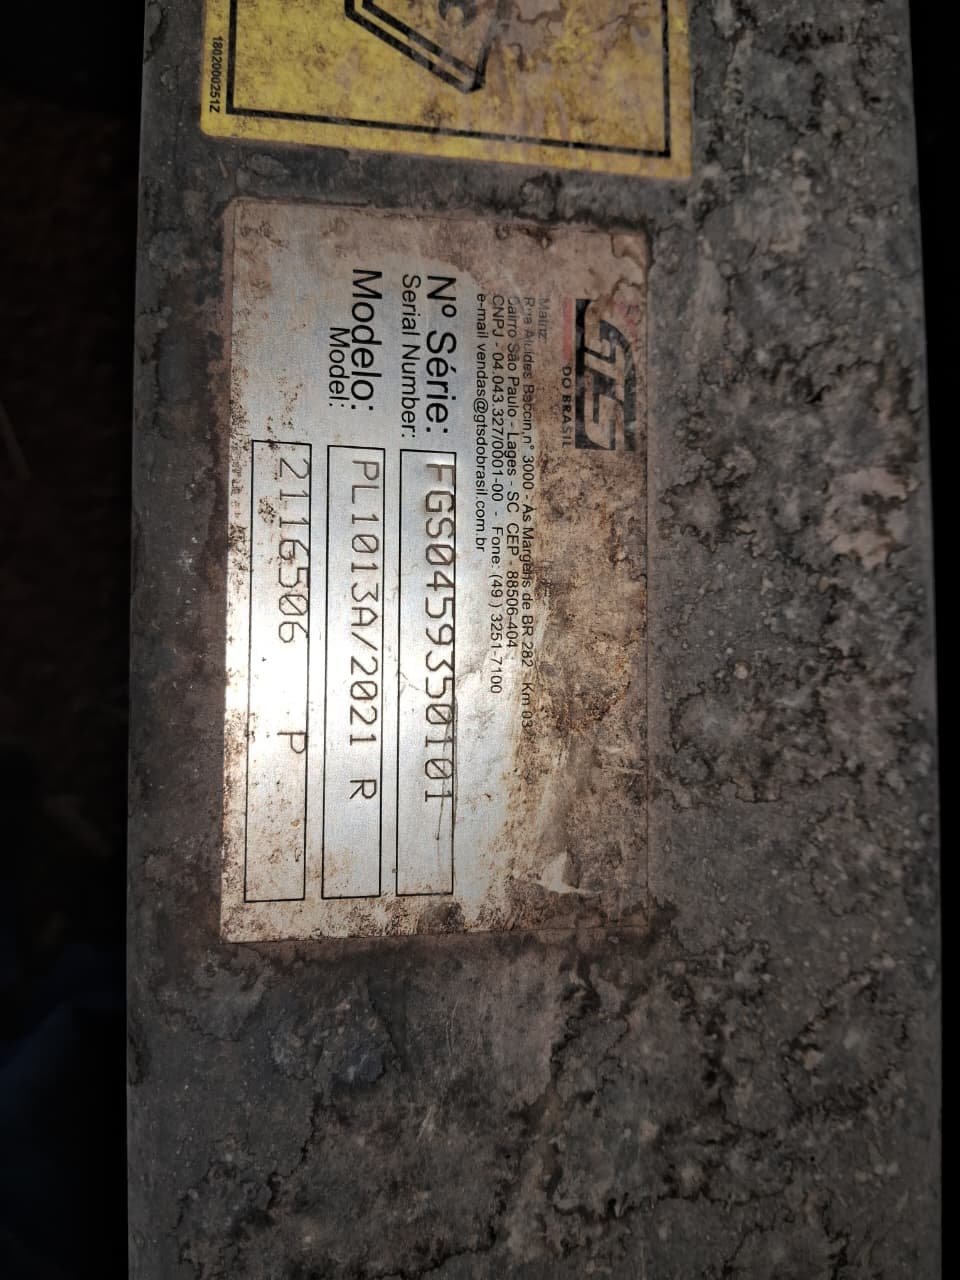 1802000251Z
GTS
DO BRASIL
Matriz:
Rua Alcides Baccin, n° 3000 - Às Margens de BR 282 Km 03
Bairro São Paulo - Lages - SC CEP - 88506-404
CNPJ - 04.043.327/0001-00 - Fone: (49 ) 3251-7100
e-mail vendas@gtsdobrasil.com.br
Nº Série: FGS0459350101
Serial Number:
Modelo: PL1013A/2021 R
Model:
2116506 P